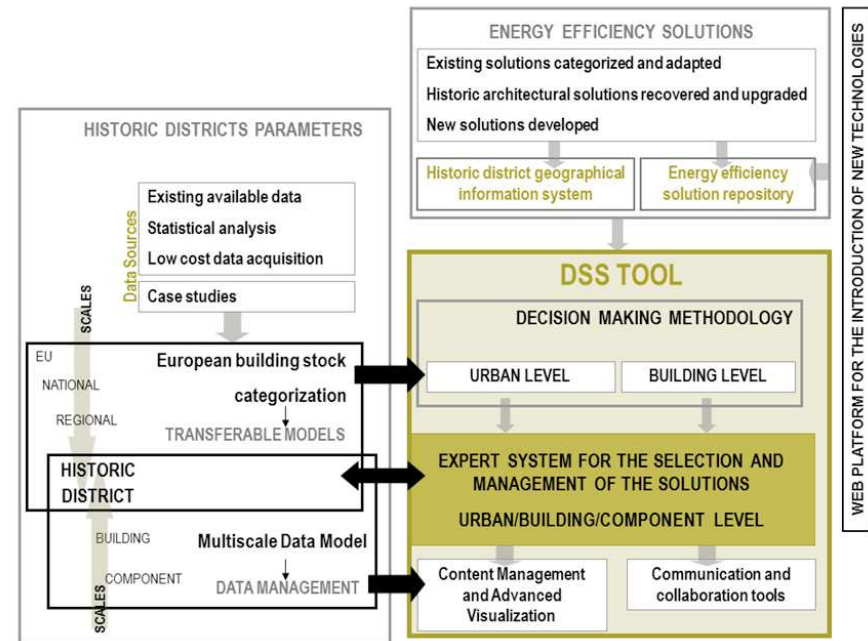 ENERGY EFFICIENCY SOLUTIONS
Existing solutions categorized and adapted
Historic architectural solutions recovered and upgraded
New solutions developed
Historic district geographical
information system
Energy efficiency
solution repository
WEB PLATFORM FOR THE INTRODUCTION OF NEW TECHNOLOGIES
HISTORIC DISTRICTS PARAMETERS
Data Sources
Existing available data
Statistical analysis
Low cost data acquisition
Case studies
SCALES
EU
NATIONAL
REGIONAL
European building stock
categorization
TRANSFERABLE MODELS
HISTORIC
DISTRICT
BUILDING
COMPONENT
SCALES
Multiscale Data Model
DATA MANAGEMENT
DSS TOOL
DECISION MAKING METHODOLOGY
URBAN LEVEL
BUILDING LEVEL
EXPERT SYSTEM FOR THE SELECTION AND
MANAGEMENT OF THE SOLUTIONS
URBAN/BUILDING/COMPONENT LEVEL
Content Management
and Advanced
Visualization
Communication and
collaboration tools